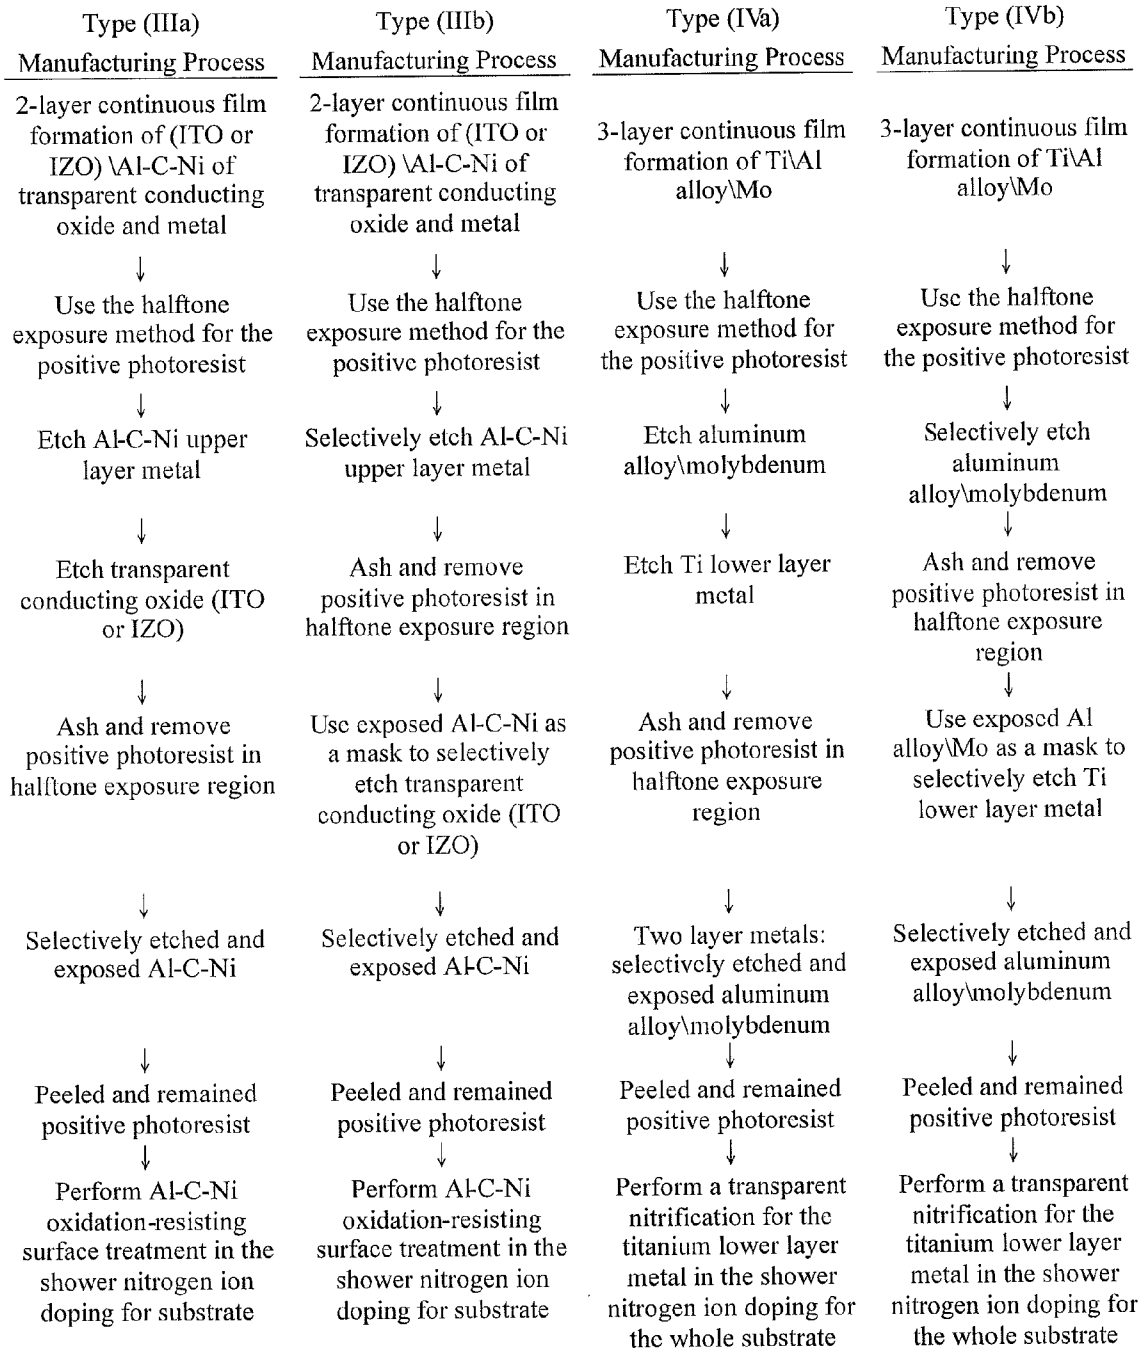 Type (IIIa)
Manufacturing Process
2-layer continuous film
formation of (ITO or
IZO) \Al-C-Ni of
transparent conducting
oxide and metal
↓
Use the halftone
exposure method for the
positive photoresist
↓
Etch Al-C-Ni upper
layer metal
↓
Etch transparent
conducting oxide (ITO
or IZO)
↓
Ash and remove
positive photoresist in
halftone exposure region
↓
Selectively etched and
exposed Al-C-Ni
↓
Peeled and remained
positive photoresist
↓
Perform Al-C-Ni
oxidation-resisting
surface treatment in the
shower nitrogen ion
doping for substrate
Type (IIIb)
Manufacturing Process
2-layer continuous film
formation of (ITO or
IZO) \Al-C-Ni of
transparent conducting
oxide and metal
↓
Use the halftone
exposure method for the
positive photoresist
↓
Selectively etch Al-C-Ni
upper layer metal
↓
Ash and remove
positive photoresist in
halftone exposure region
↓
Use exposed Al-C-Ni as
a mask to selectively
etch transparent
conducting oxide (ITO
or IZO)
↓
Selectively etched and
exposed Al-C-Ni
↓
Peeled and remained
positive photoresist
↓
Perform Al-C-Ni
oxidation-resisting
surface treatment in the
shower nitrogen ion
doping for substrate
Type (IVa)
Manufacturing Process
3-layer continuous film
formation of Ti\Al
alloy\Mo
↓
Use the halftone
exposure method for
the positive photoresist
↓
Etch aluminum
alloy\molybdenum
↓
Etch Ti lower layer
metal
↓
Ash and remove
positive photoresist in
halftone exposure
region
↓
Two layer metals:
selectively etched and
exposed aluminum
alloy\molybdenum
↓
Peeled and remained
positive photoresist
↓
Perform a transparent
nitrification for the
titanium lower layer
metal in the shower
nitrogen ion doping for
the whole substrate
Type (IVb)
Manufacturing Process
3-layer continuous film
formation of Ti\Al
alloy\Mo
↓
Use the halftone
exposure method for
the positive photoresist
↓
Selectively etch
aluminum
alloy\molybdenum
↓
Ash and remove
positive photoresist in
halftone exposure
region
↓
Use exposed Al
alloy\Mo as a mask to
selectively etch Ti
lower layer metal
↓
Selectively etched and
exposed aluminum
alloy\molybdenum
↓
Peeled and remained
positive photoresist
↓
Perform a transparent
nitrification for the
titanium lower layer
metal in the shower
nitrogen ion doping for
the whole substrate